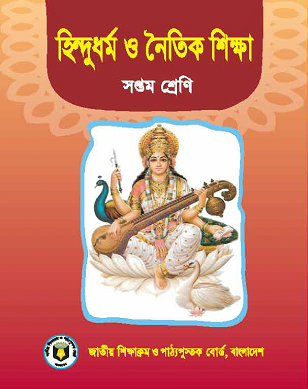 হিন্দুধর্ম ও নৈতিক শিক্ষা
সপ্তম শ্রেণি
জাতীয় শিক্ষাক্রম ও পাঠ্যপুস্তক বোর্ড, বাংলাদেশ